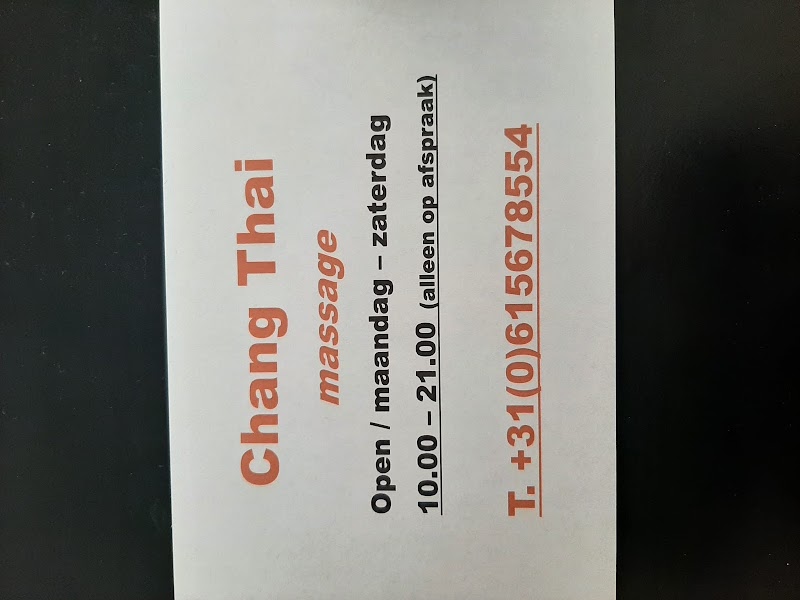 Chang Thai
massage
Open / maandag – zaterdag
10.00 – 21.00 (alleen op afspraak)
T. +31(0)615678554